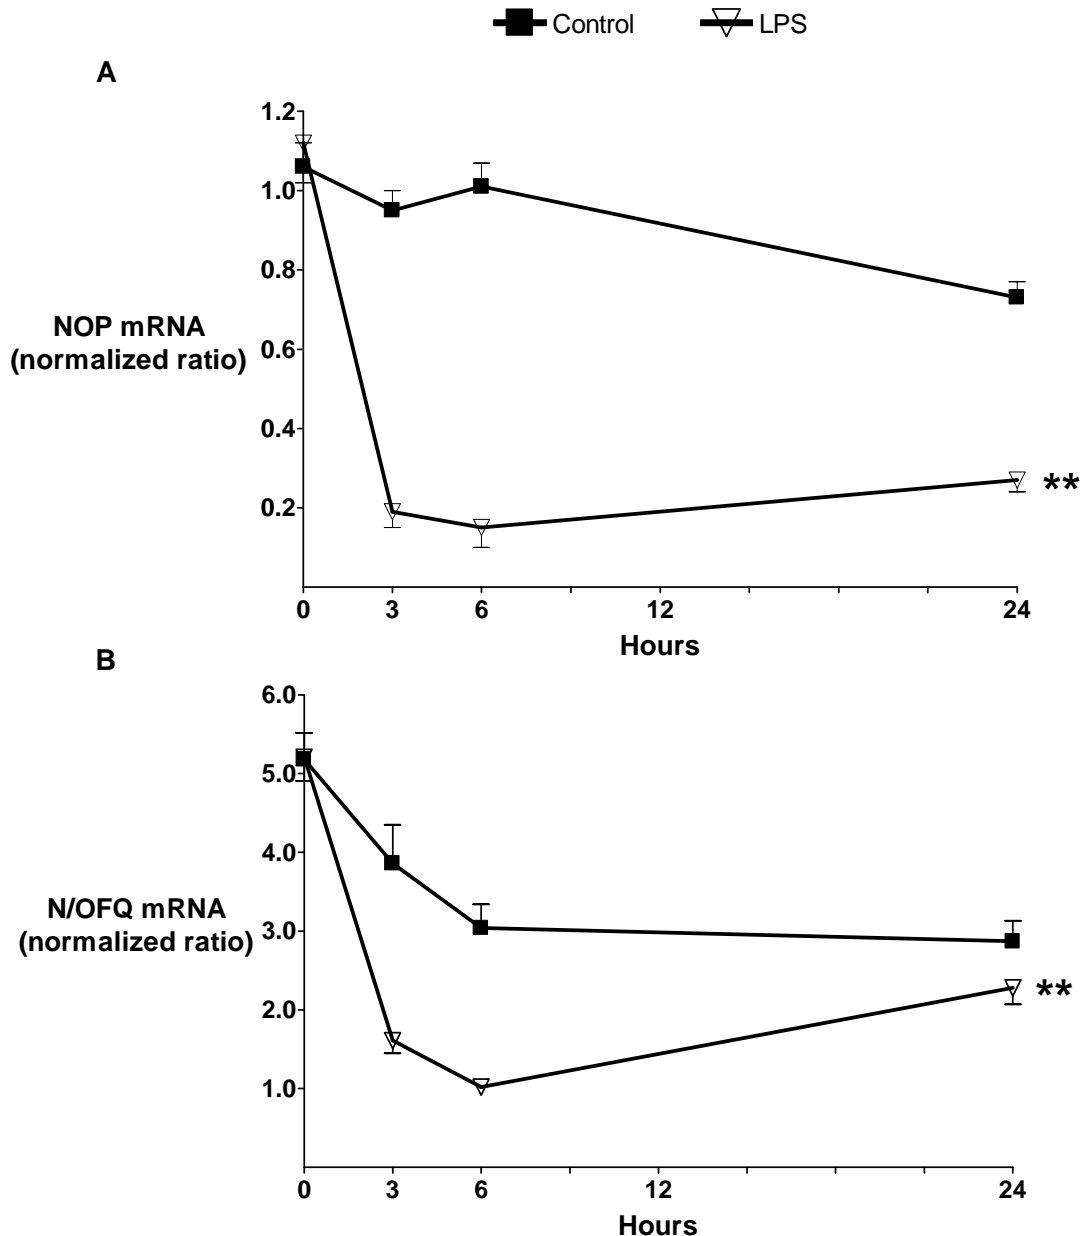 Control LPS
A
1.2
1.0
0.8
0.6
0.4
0.2
NOP mRNA
(normalized ratio)
**
0 3 6 12 24
Hours
B
6.0
5.0
4.0
3.0
2.0
1.0
N/OFQ mRNA
(normalized ratio)
**
0 3 6 12 24
Hours